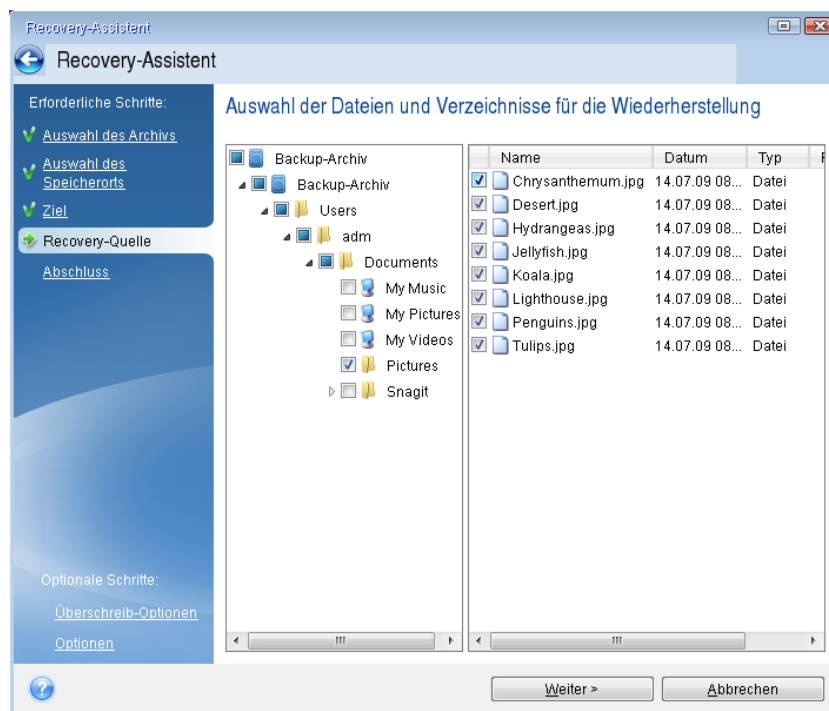 Recovery-Assistent
Recovery-Assistent
Erforderliche Schritte:
Auswahl des Archivs
Auswahl des
Speicherorts
Ziel
Recovery-Quelle
Abschluss
Optionale Schritte:
Überschreib-Optionen
Optionen
Auswahl der Dateien und Verzeichnisse für die Wiederherstellung
Backup-Archiv
Backup-Archiv
Users
adm
Documents
My Music
My Pictures
My Videos
Pictures
Snagit
Name Datum Typ
Chrysanthemum.jpg 14.07.09 08... Datei
Desert.jpg 14.07.09 08... Datei
Hydrangeas.jpg 14.07.09 08... Datei
Jellyfish.jpg 14.07.09 08... Datei
Koala.jpg 14.07.09 08... Datei
Lighthouse.jpg 14.07.09 08... Datei
Penguins.jpg 14.07.09 08... Datei
Tulips.jpg 14.07.09 08... Datei
Weiter > Abbrechen